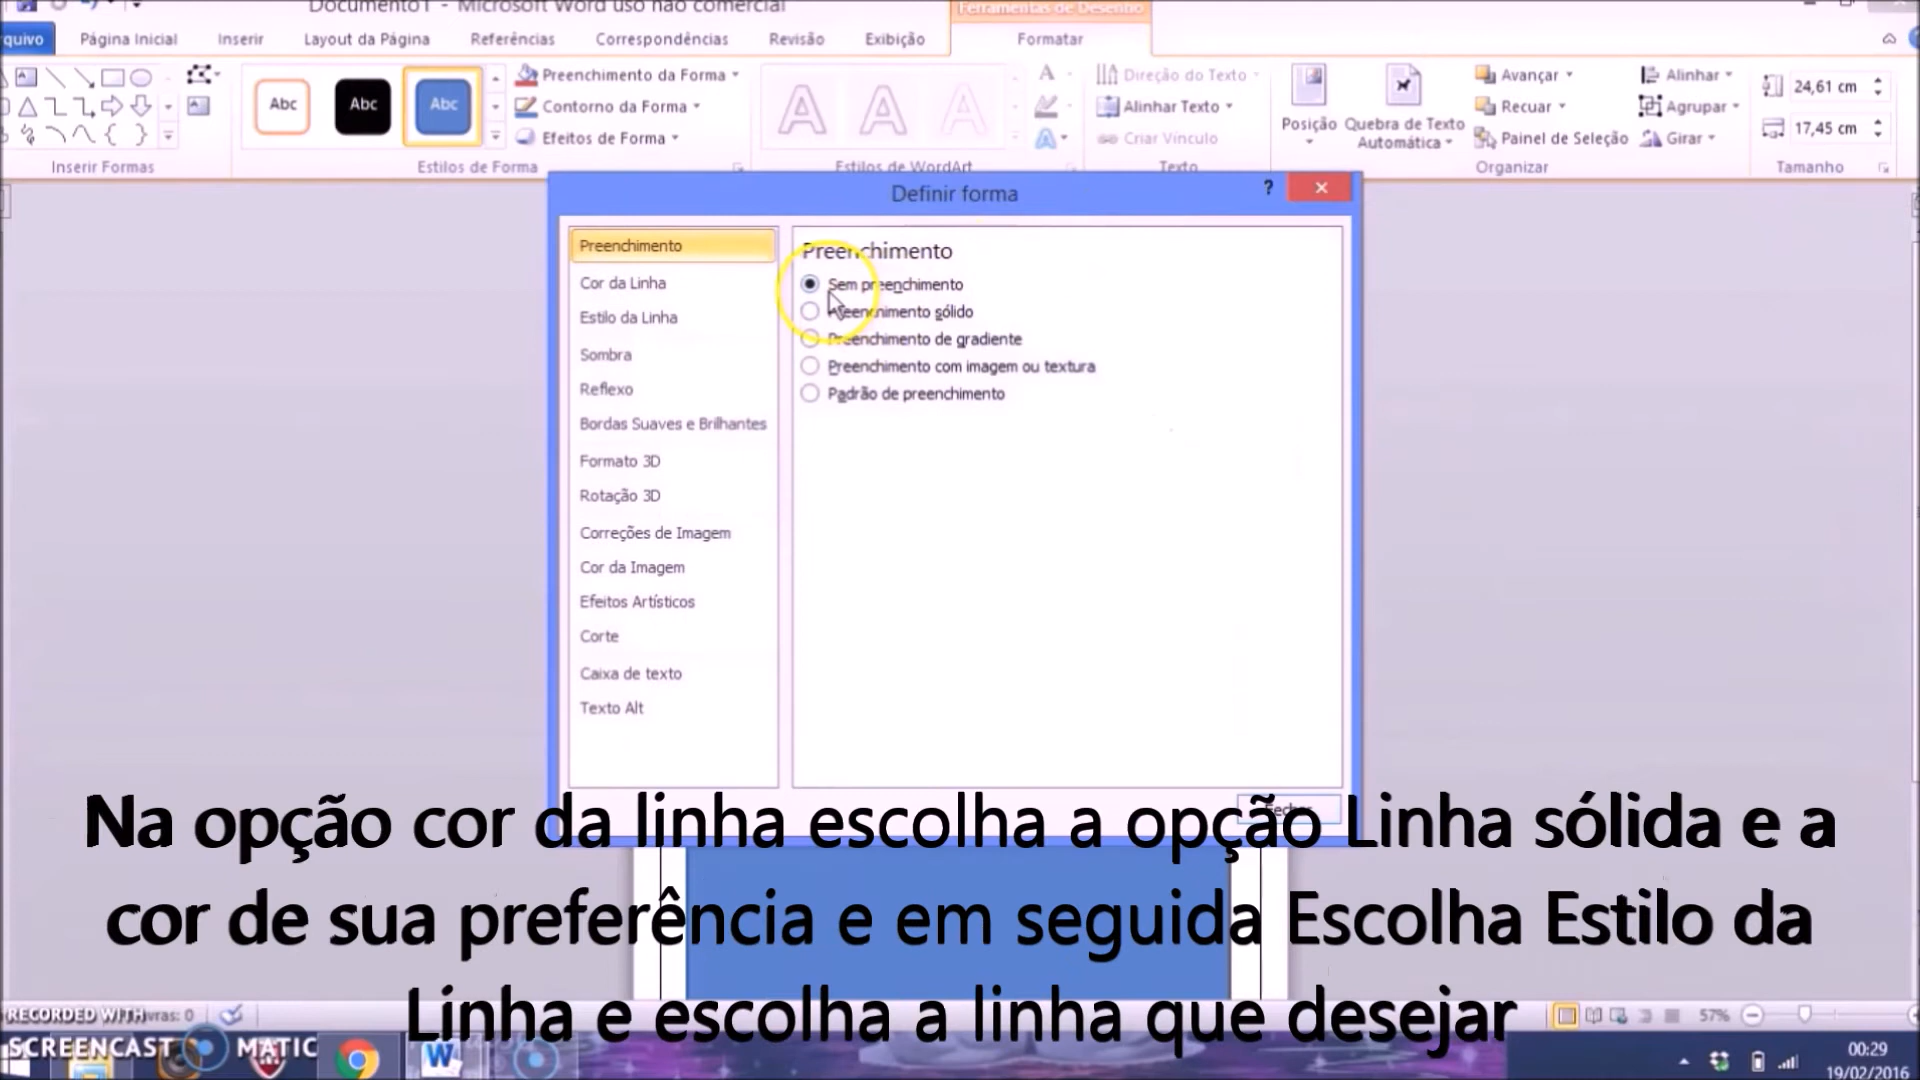 Documento1 - Microsoft Word uso não comercial
Ferramentas de Desenho
Página Inicial Inserir Layout da Página Referências Correspondências Revisão Exibição Formatar
Abc Abc Abc
Preenchimento da Forma
Contorno da Forma
Efeitos de Forma
Direção do Texto
Alinhar Texto
Criar Vínculo
Posição
Quebra de Texto
Automática
Avançar
Recuar
Painel de Seleção
Alinhar
Agrupar
Girar
24,61 cm
17,45 cm
Inserir Formas Estilos de Forma Estilos de WordArt Texto Organizar Tamanho
Definir forma
?
Preenchimento
Cor da Linha
Estilo da Linha
Sombra
Reflexo
Bordas Suaves e Brilhantes
Formato 3D
Rotação 3D
Correções de Imagem
Cor da Imagem
Efeitos Artísticos
Corte
Caixa de texto
Texto Alt
Preenchimento
Sem preenchimento
Preenchimento sólido
Preenchimento de gradiente
Preenchimento com imagem ou textura
Padrão de preenchimento
Fechar
Na opção cor da linha escolha a opção Linha sólida e a
cor de sua preferência e em seguida Escolha Estilo da
Linha e escolha a linha que desejar
RECORDED WITH
SCREENCAST MATIC
57%
00:29
19/02/2016